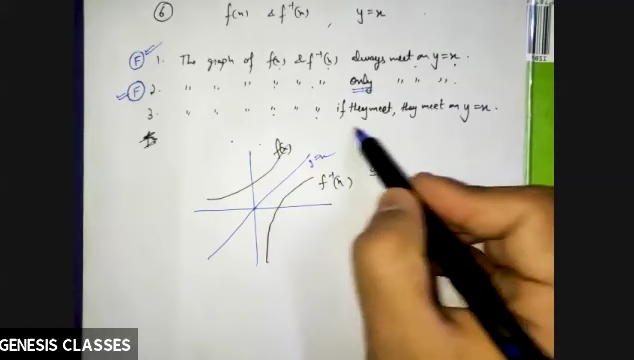 ⑥ f(x) & f⁻¹(x) , y = x
(F) 1. The graph of f(x) & f⁻¹(x) always meet on y = x.
(F) 2. " " " " " " only " " ".
3. " " " " " " if they meet, they meet on y = x.
f(x)
y=x
f⁻¹(x)
GENESIS CLASSES